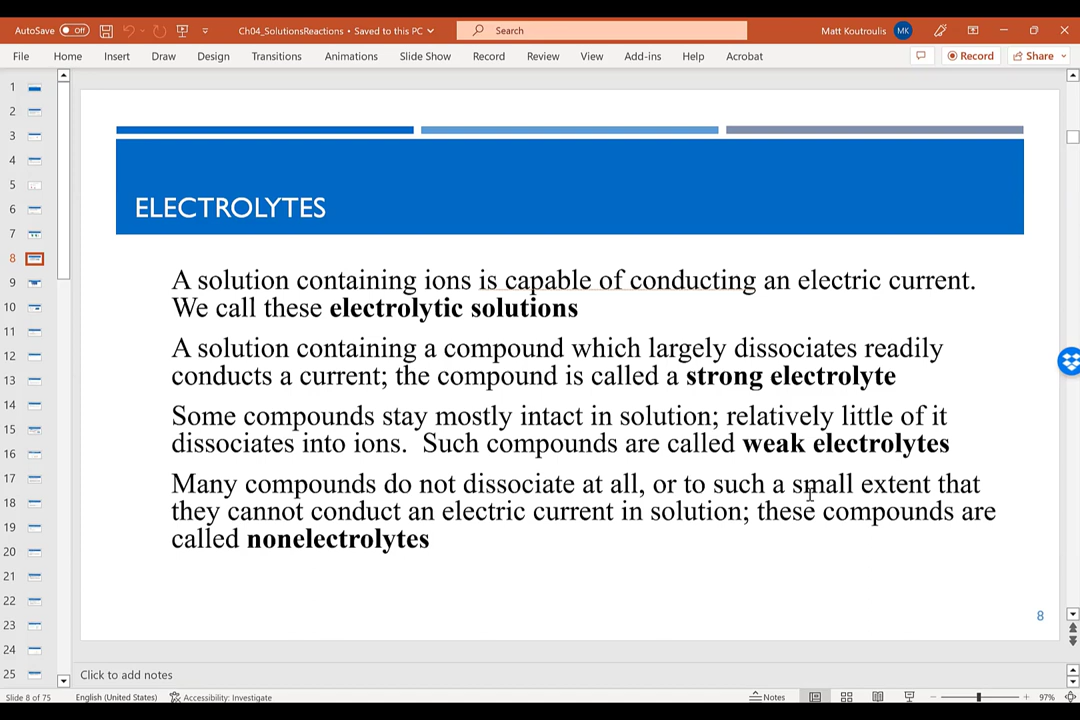 AutoSave Off Ch04_SolutionsReactions • Saved to this PC Search Matt Koutroulis MK
File Home Insert Draw Design Transitions Animations Slide Show Record Review View Add-ins Help Acrobat Record Share
1
2
3
4
5
6
7
8
9
10
11
12
13
14
15
16
17
18
19
20
21
22
23
24
25
ELECTROLYTES
A solution containing ions is capable of conducting an electric current.
We call these electrolytic solutions
A solution containing a compound which largely dissociates readily
conducts a current; the compound is called a strong electrolyte
Some compounds stay mostly intact in solution; relatively little of it
dissociates into ions. Such compounds are called weak electrolytes
Many compounds do not dissociate at all, or to such a small extent that
they cannot conduct an electric current in solution; these compounds are
called nonelectrolytes
8
Click to add notes
Slide 8 of 75 English (United States) Accessibility: Investigate Notes 97%